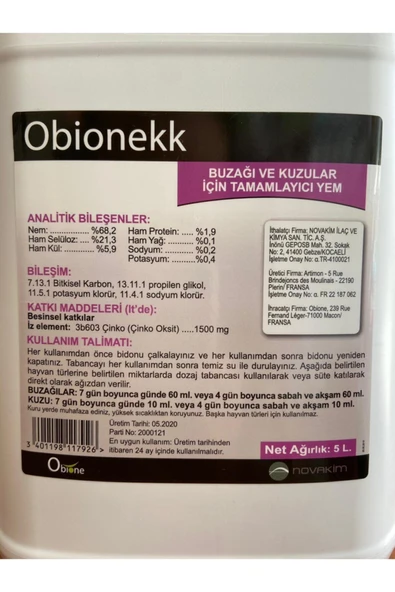 Obionekk
BUZAĞI VE KUZULAR
İÇİN TAMAMLAYICI YEM
ANALİTİK BİLEŞENLER:
Nem: ................... %68,2
Ham Selüloz: ....%21,3
Ham Kül: ...........%5,9
Ham Protein: .....%1,9
Ham Yağ: ..........%0,1
Sodyum: ...........%0,2
Potasyum: ........%0,4
BİLEŞİM:
7.13.1 Bitkisel Karbon, 13.11.1 propilen glikol,
11.5.1 potasyum klorür, 11.4.1 sodyum klorür.
KATKI MADDELERİ (lt'de):
Besinsel katkılar
İz element: 3b603 Çinko (Çinko Oksit) .....1500 mg
İthalatçı Firma: NOVAKİM İLAÇ VE
KİMYA SAN. TİC. A.Ş.
İnönü GEPOSB Mah. 32. Sokak
No: 2, 41400 Gebze/KOCAELİ
İşletme Onay No: α.TR-4100021
Üretici Firma: Artimon - 5 Rue
Brindejoncs des Moulinais - 22190
Plerin/ FRANSA
İşletme Onay No: α. FR 22 187 062
İhracatçı Firma: Obione, 239 Rue
Fernand Léger-71000 Macon/
FRANSA
KULLANIM TALİMATI:
Her kullanımdan önce bidonu çalkalayınız ve her kullanımdan sonra bidonu yeniden
kapatınız. Tabancayı her kullanımdan sonra temiz su ile durulayınız. Aşağıda belirtilen
hayvan türlerine belirtilen miktarlarda dozaj tabancası kullanılarak veya süte katılarak
direkt olarak ağızdan verilir.
BUZAĞILAR: 7 gün boyunca günde 60 ml. veya 4 gün boyunca sabah ve akşam 60 ml.
KUZU: 7 gün boyunca günde 10 ml. veya 4 gün boyunca sabah ve akşam 10 ml.
Kuru yerde muhafaza ediniz, yüksek sıcaklıktan koruyunuz. Başka hayvan türleri için kullanılmaz.
3 401198 117926 >
Üretim Tarihi: 05.2020
Parti No: 2000121
En uygun kullanım: Üretim tarihinden
itibaren 24 ay içinde kullanılmalıdır.
Net Ağırlık: 5 L.
Obione
NOVAKİM